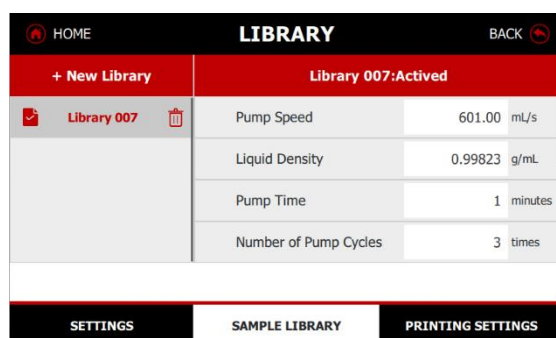 HOME LIBRARY BACK
+ New Library Library 007:Actived
Library 007 Pump Speed 601.00 mL/s
Liquid Density 0.99823 g/mL
Pump Time 1 minutes
Number of Pump Cycles 3 times
SETTINGS SAMPLE LIBRARY PRINTING SETTINGS